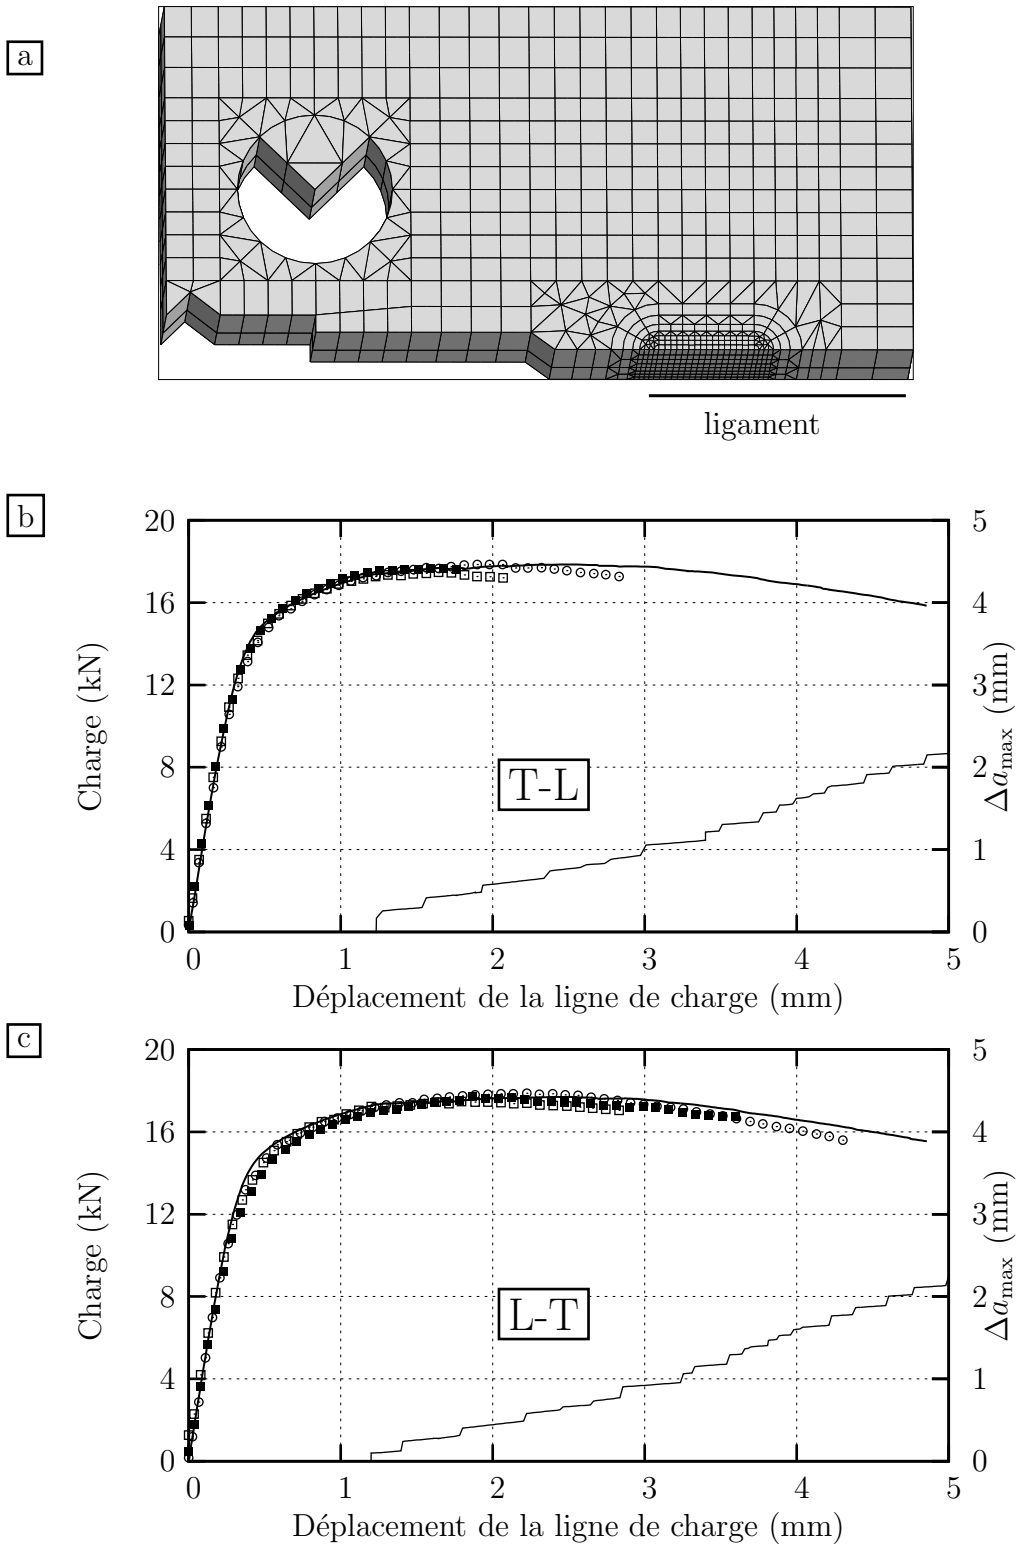 a
ligament
b
20
16
12
8
4
0
Charge (kN)
5
4
3
2
1
0
Δa_max (mm)
T-L
0 1 2 3 4 5
Déplacement de la ligne de charge (mm)
c
20
16
12
8
4
0
Charge (kN)
5
4
3
2
1
0
Δa_max (mm)
L-T
0 1 2 3 4 5
Déplacement de la ligne de charge (mm)